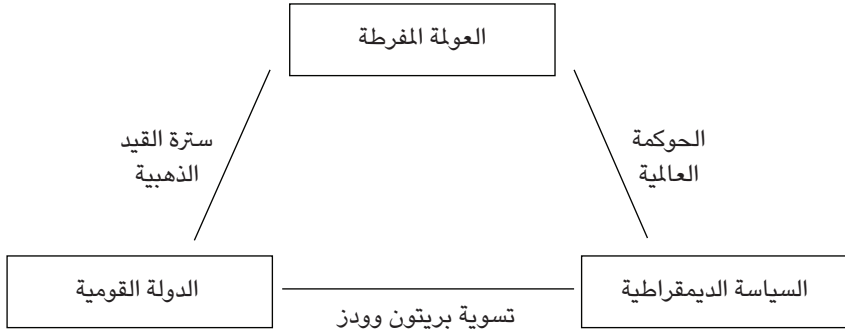 العولمة المفرطة
الحوكمة
العالمية
سترة القيد
الذهبية
السياسة الديمقراطية
الدولة القومية
تسوية بريتون وودز